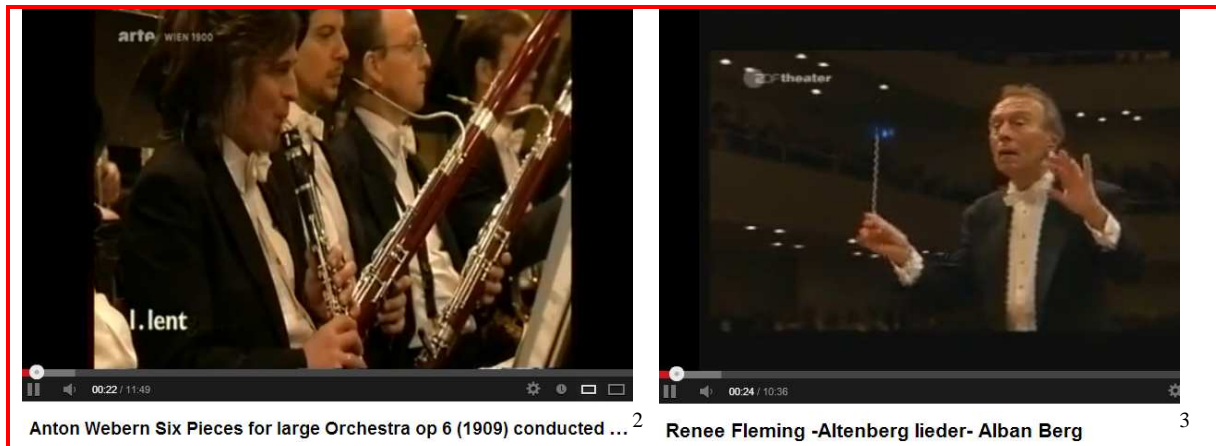 arte WIEN 1900
I.lent
00:22 / 11:49
Anton Webern Six Pieces for large Orchestra op 6 (1909) conducted ... 2
ZDFtheater
00:24 / 10:36
Renee Fleming -Altenberg lieder- Alban Berg 3